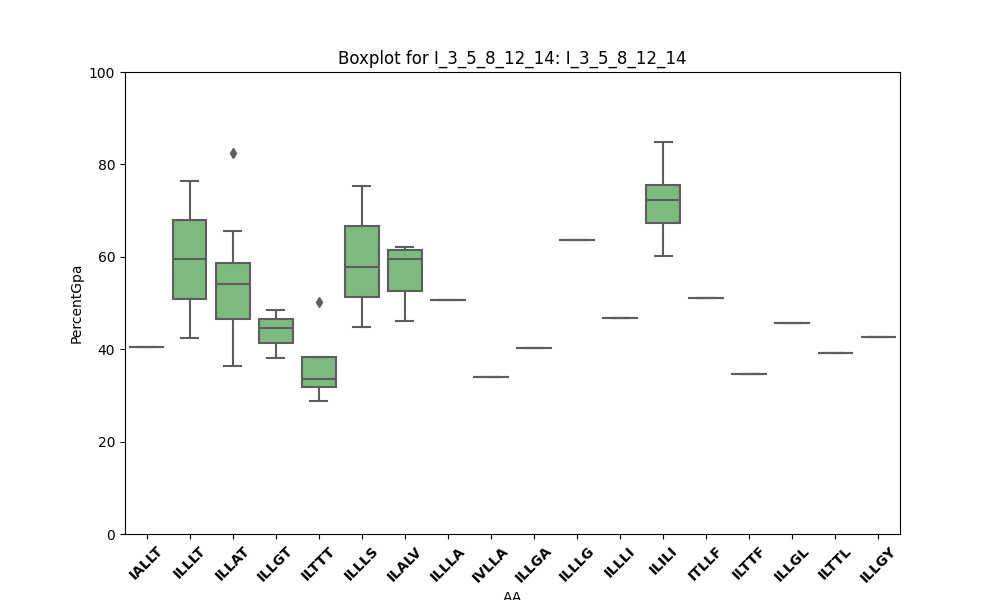 Boxplot for I_3_5_8_12_14: I_3_5_8_12_14
100
80
60
40
20
0
PercentGpa
IALLT
ILLLT
ILLAT
ILLGT
ILTTT
ILLLS
ILALV
ILLLA
IVLLA
ILLGA
ILLLG
ILLLI
ILILI
ITLLF
ILTTF
ILLGL
ILTTL
ILLGY
AA